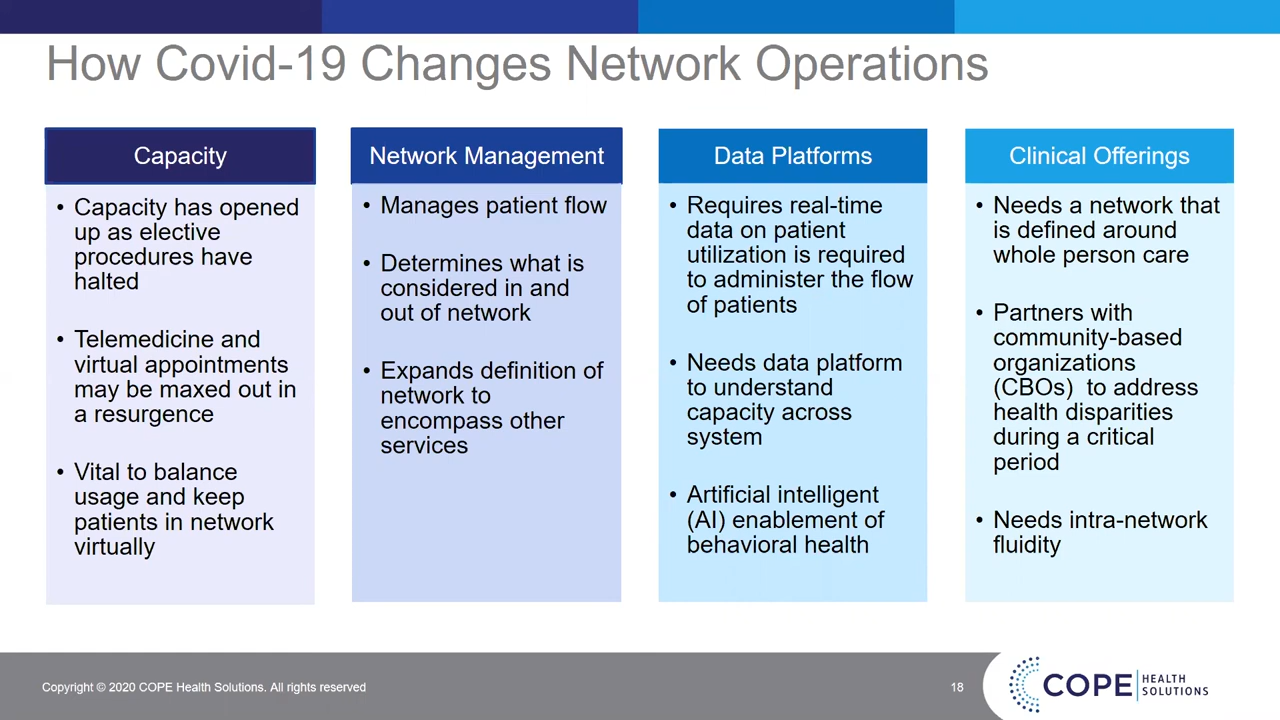 How Covid-19 Changes Network Operations
Capacity
• Capacity has opened
up as elective
procedures have
halted
• Telemedicine and
virtual appointments
may be maxed out in
a resurgence
• Vital to balance
usage and keep
patients in network
virtually
Network Management
• Manages patient flow
• Determines what is
considered in and
out of network
• Expands definition of
network to
encompass other
services
Data Platforms
• Requires real-time
data on patient
utilization is required
to administer the flow
of patients
• Needs data platform
to understand
capacity across
system
• Artificial intelligent
(AI) enablement of
behavioral health
Clinical Offerings
• Needs a network that
is defined around
whole person care
• Partners with
community-based
organizations
(CBOs) to address
health disparities
during a critical
period
• Needs intra-network
fluidity
Copyright © 2020 COPE Health Solutions. All rights reserved
18
COPE
HEALTH
SOLUTIONS